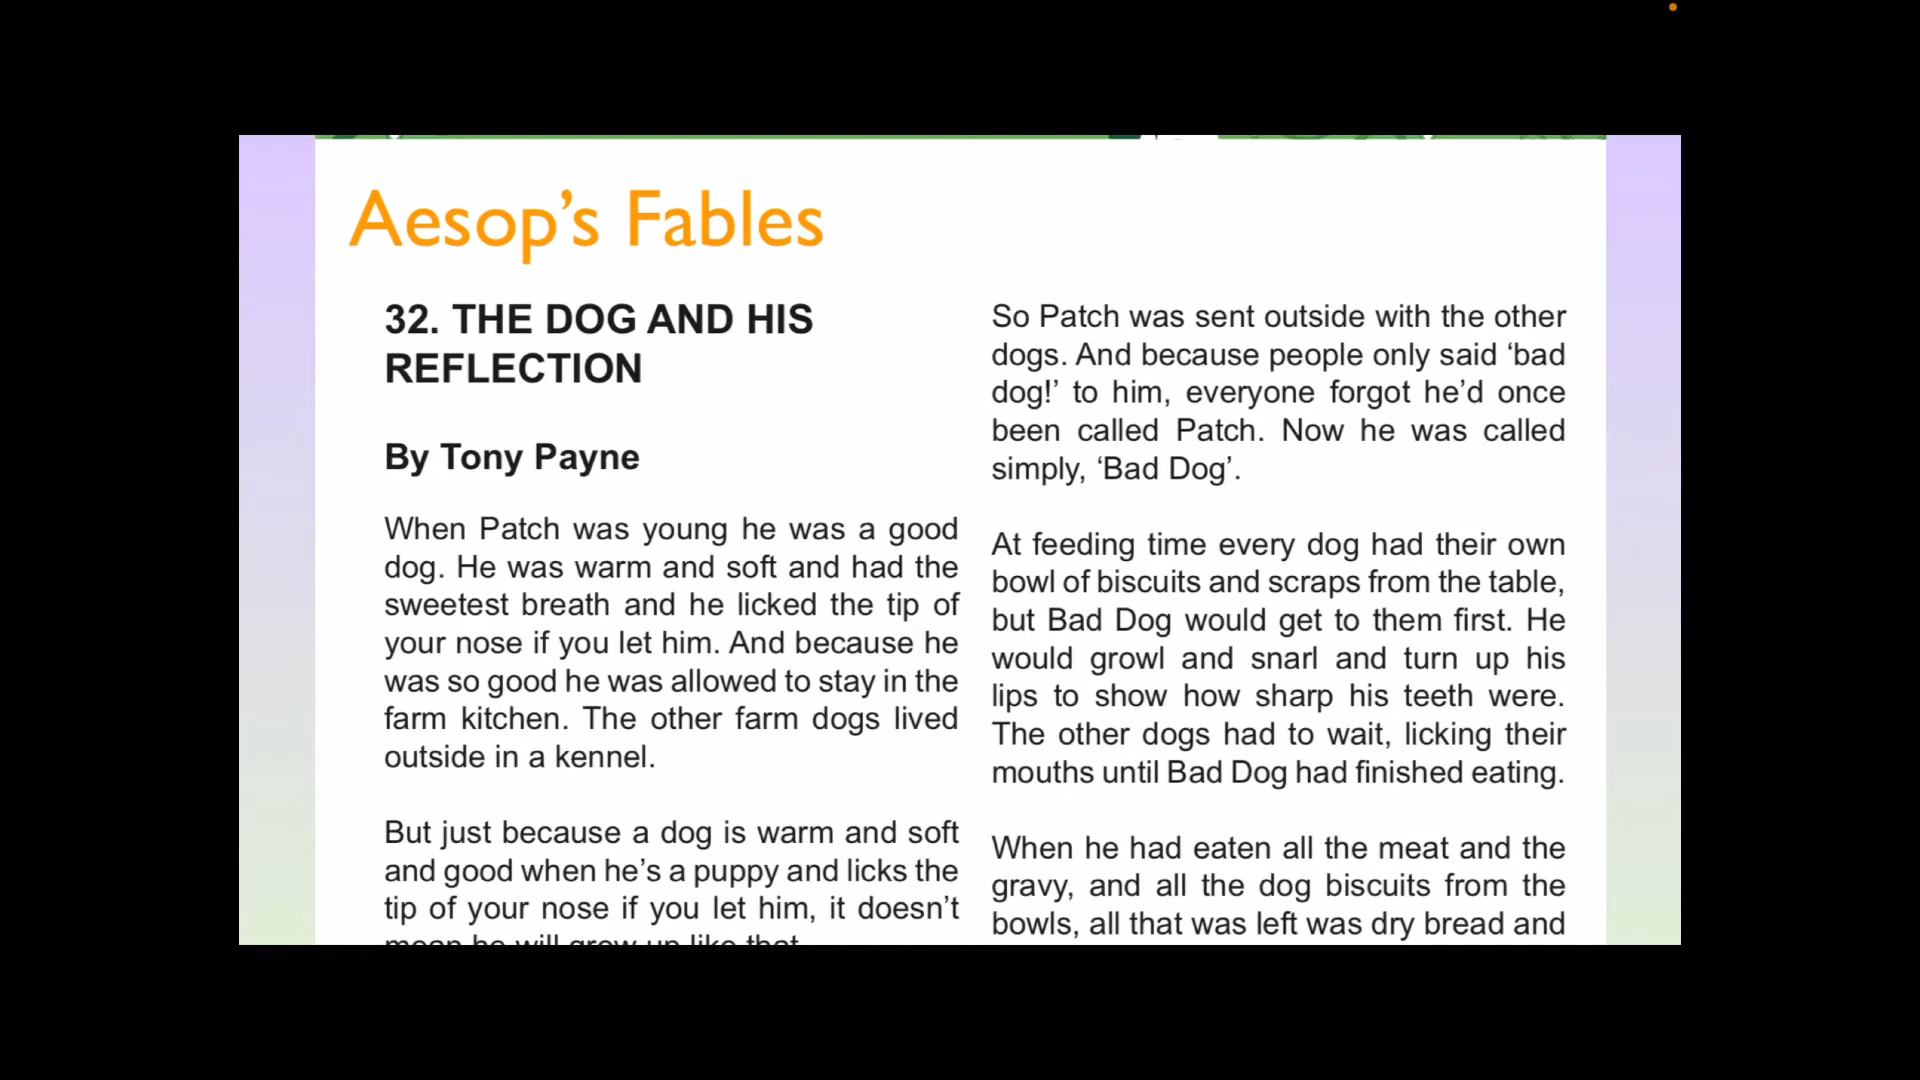 Aesop’s Fables
32. THE DOG AND HIS
REFLECTION
By Tony Payne
When Patch was young he was a good
dog. He was warm and soft and had the
sweetest breath and he licked the tip of
your nose if you let him. And because he
was so good he was allowed to stay in the
farm kitchen. The other farm dogs lived
outside in a kennel.
But just because a dog is warm and soft
and good when he’s a puppy and licks the
tip of your nose if you let him, it doesn’t
mean he will grow up like that.
So Patch was sent outside with the other
dogs. And because people only said ‘bad
dog!’ to him, everyone forgot he’d once
been called Patch. Now he was called
simply, ‘Bad Dog’.
At feeding time every dog had their own
bowl of biscuits and scraps from the table,
but Bad Dog would get to them first. He
would growl and snarl and turn up his
lips to show how sharp his teeth were.
The other dogs had to wait, licking their
mouths until Bad Dog had finished eating.
When he had eaten all the meat and the
gravy, and all the dog biscuits from the
bowls, all that was left was dry bread and